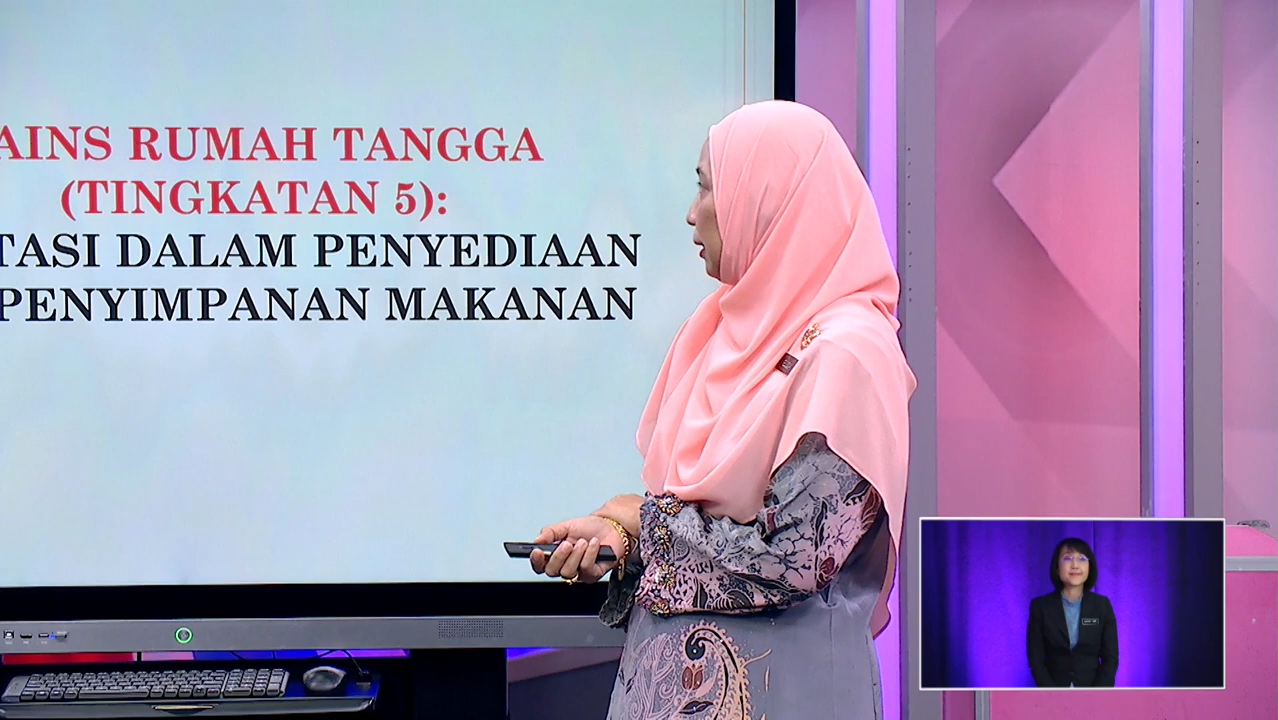 AINS RUMAH TANGGA
(TINGKATAN 5):
TASI DALAM PENYEDIAAN
PENYIMPANAN MAKANAN